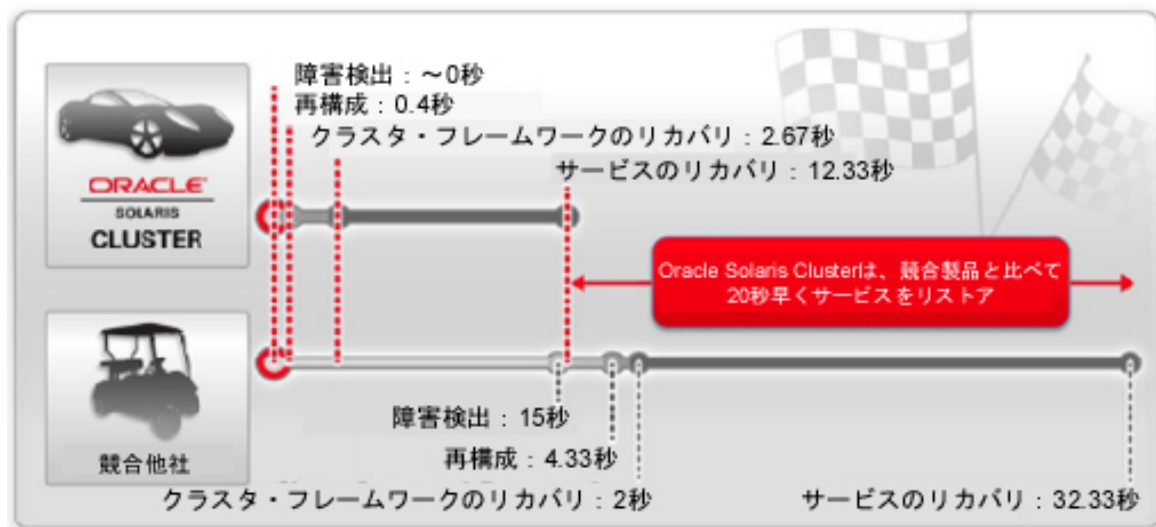 障害検出：～0秒
再構成：0.4秒
クラスタ・フレームワークのリカバリ：2.67秒
サービスのリカバリ：12.33秒
ORACLE
SOLARIS
CLUSTER
Oracle Solaris Clusterは、競合製品と比べて
20秒早くサービスをリストア
競合他社
障害検出：15秒
再構成：4.33秒
クラスタ・フレームワークのリカバリ：2秒
サービスのリカバリ：32.33秒